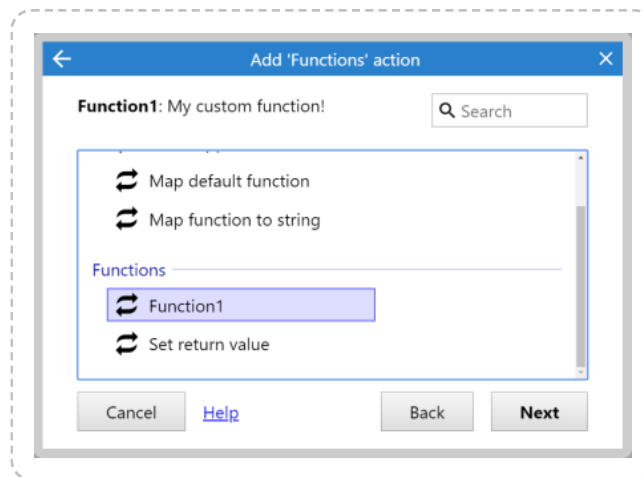 Add 'Functions' action
Function1: My custom function!
Search
Map default function
Map function to string
Functions
Function1
Set return value
Cancel
Help
Back
Next